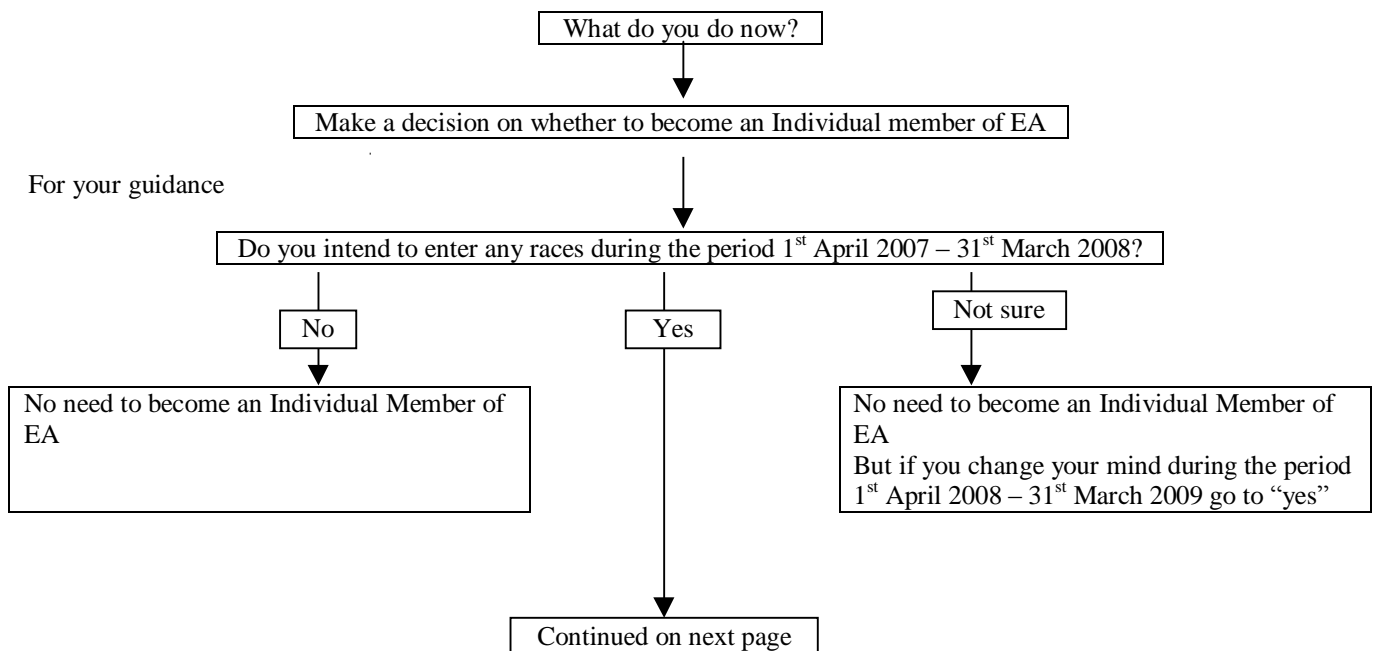 What do you do now?
Make a decision on whether to become an Individual member of EA
For your guidance
Do you intend to enter any races during the period 1st April 2007 – 31st March 2008?
No
Yes
Not sure
No need to become an Individual Member of
EA
No need to become an Individual Member of
EA
But if you change your mind during the period
1st April 2008 – 31st March 2009 go to “yes”
Continued on next page